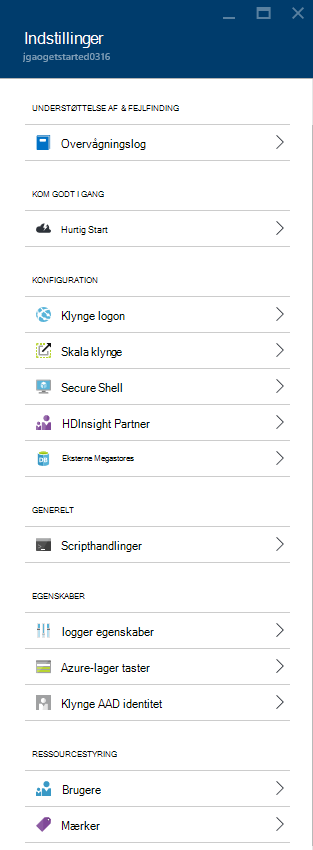 Indstillinger
jgaogetstarted0316
UNDERSTØTTELSE AF & FEJLFINDING
Overvågningslog
KOM GODT I GANG
Hurtig Start
KONFIGURATION
Klynge logon
Skala klynge
Secure Shell
HDInsight Partner
Eksterne Megastores
GENERELT
Scripthandlinger
EGENSKABER
logger egenskaber
Azure-lager taster
Klynge AAD identitet
RESSOURCESTYRING
Brugere
Mærker